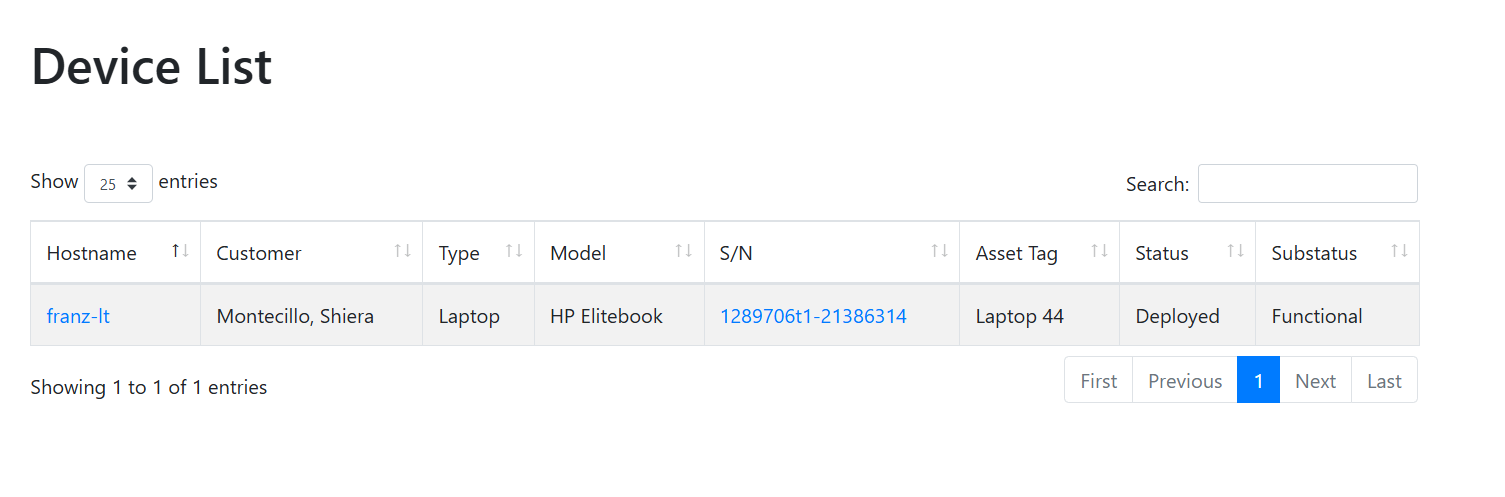 Device List
Show 25 entries
Search:
Hostname Customer Type Model S/N Asset Tag Status Substatus
franz-lt Montecillo, Shiera Laptop HP Elitebook 1289706t1-21386314 Laptop 44 Deployed Functional
Showing 1 to 1 of 1 entries
First Previous 1 Next Last